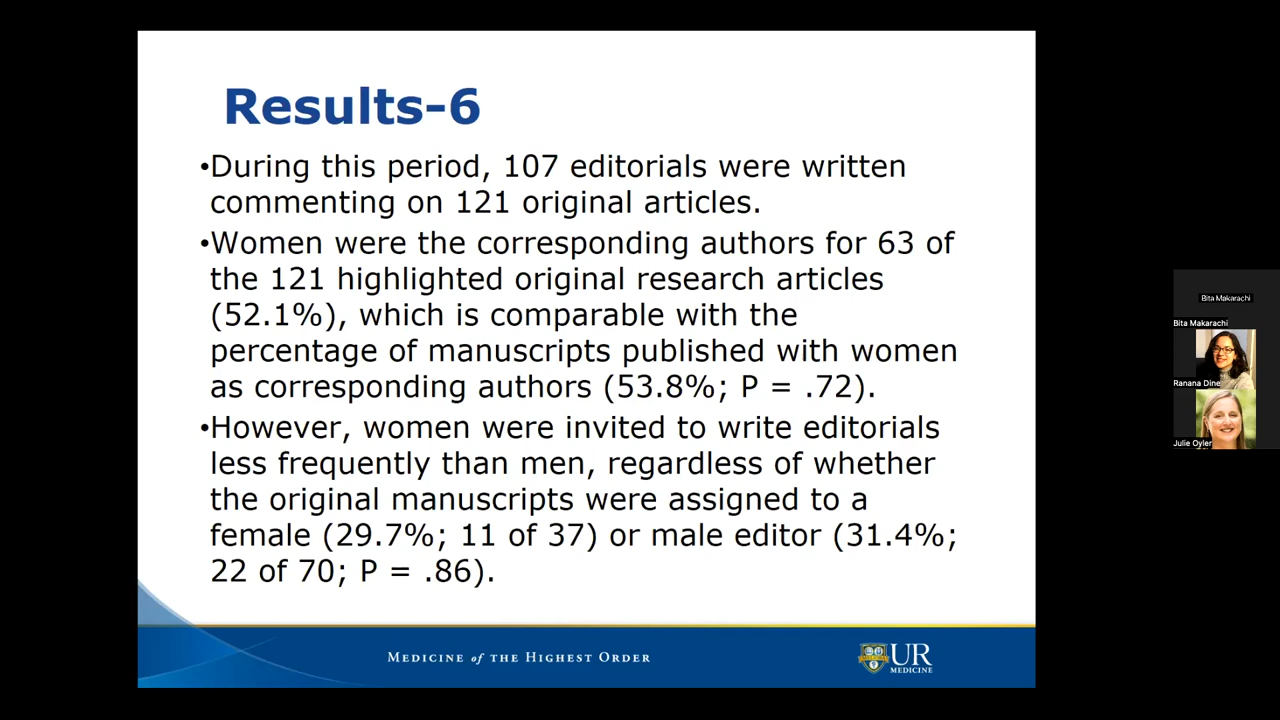 Results-6
•During this period, 107 editorials were written
commenting on 121 original articles.
•Women were the corresponding authors for 63 of
the 121 highlighted original research articles
(52.1%), which is comparable with the
percentage of manuscripts published with women
as corresponding authors (53.8%; P = .72).
•However, women were invited to write editorials
less frequently than men, regardless of whether
the original manuscripts were assigned to a
female (29.7%; 11 of 37) or male editor (31.4%;
22 of 70; P = .86).
MEDICINE of THE HIGHEST ORDER
UR
MEDICINE
Bita Makarachi
Bita Makarachi
Ranana Dine
Julie Oyler